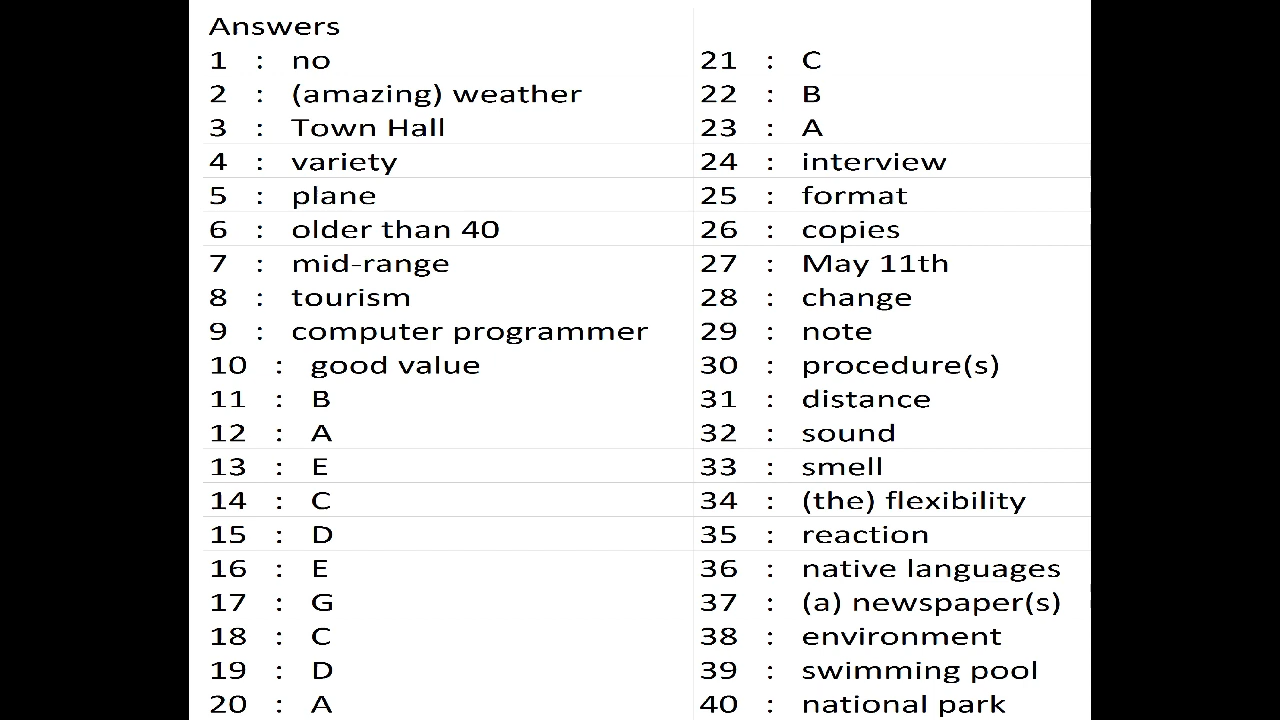 Answers
1 : no
2 : (amazing) weather
3 : Town Hall
4 : variety
5 : plane
6 : older than 40
7 : mid-range
8 : tourism
9 : computer programmer
10 : good value
11 : B
12 : A
13 : E
14 : C
15 : D
16 : E
17 : G
18 : C
19 : D
20 : A
21 : C
22 : B
23 : A
24 : interview
25 : format
26 : copies
27 : May 11th
28 : change
29 : note
30 : procedure(s)
31 : distance
32 : sound
33 : smell
34 : (the) flexibility
35 : reaction
36 : native languages
37 : (a) newspaper(s)
38 : environment
39 : swimming pool
40 : national park